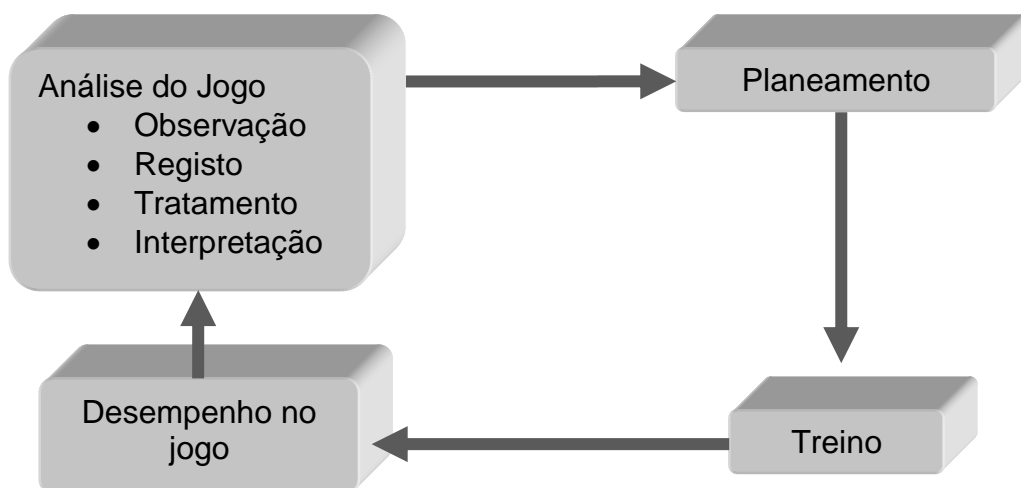 Análise do Jogo
• Observação
• Registo
• Tratamento
• Interpretação
Planeamento
Desempenho no
jogo
Treino